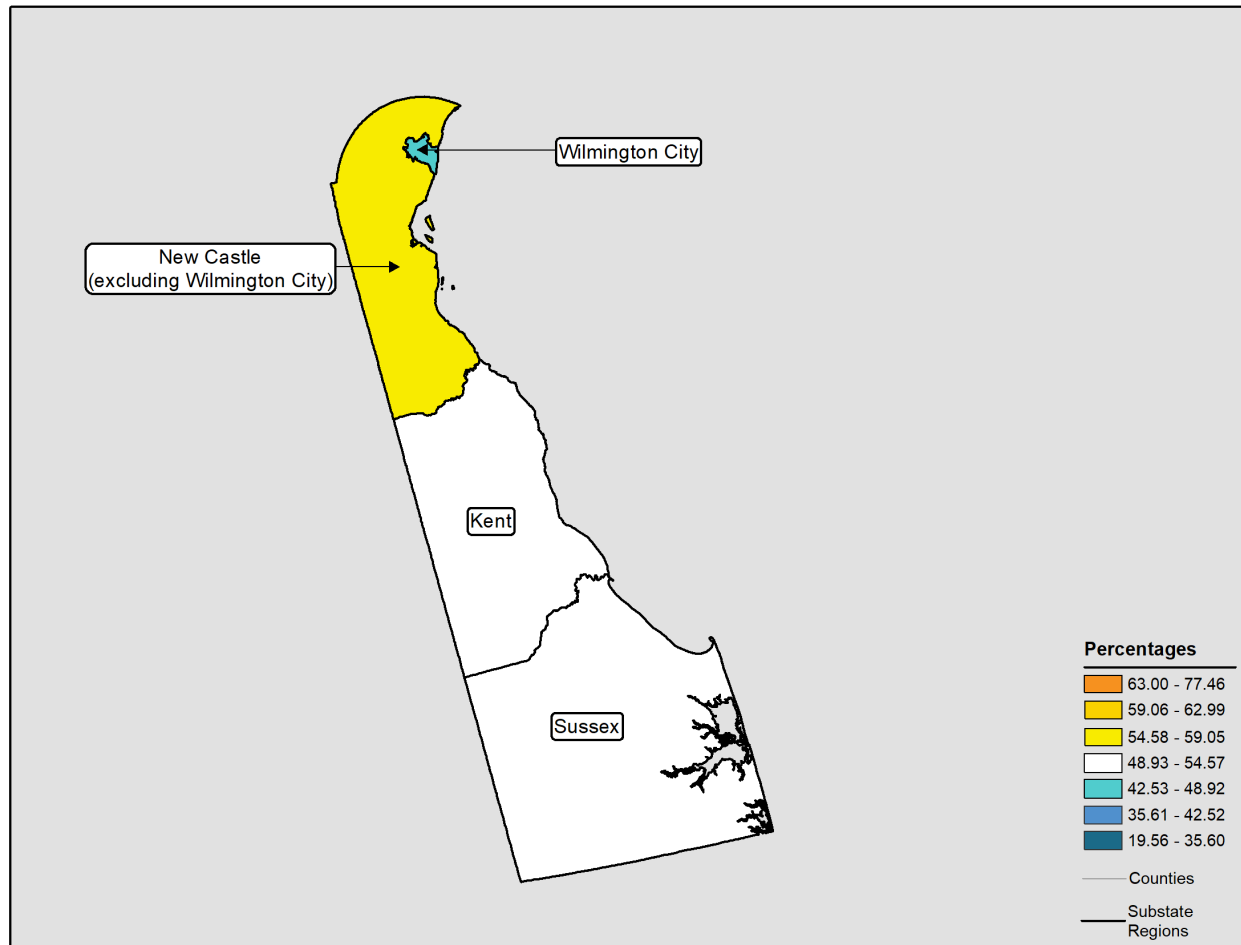 Wilmington City
New Castle
(excluding Wilmington City)
Kent
Sussex
Percentages
63.00 - 77.46
59.06 - 62.99
54.58 - 59.05
48.93 - 54.57
42.53 - 48.92
35.61 - 42.52
19.56 - 35.60
Counties
Substate
Regions